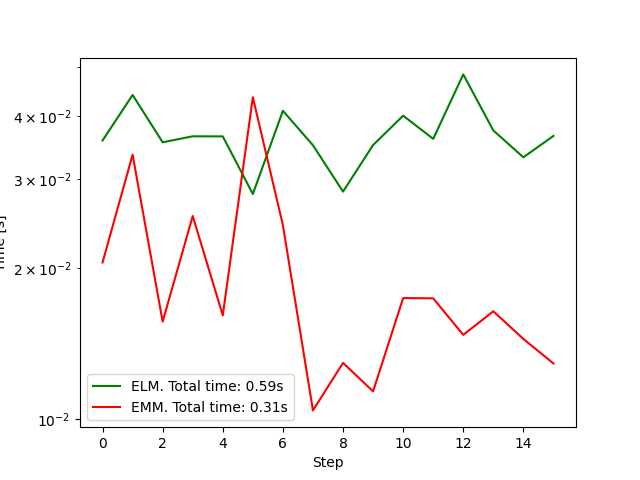 4 × 10⁻²
3 × 10⁻²
2 × 10⁻²
10⁻²
Time [s]
ELM. Total time: 0.59s
EMM. Total time: 0.31s
0 2 4 6 8 10 12 14
Step